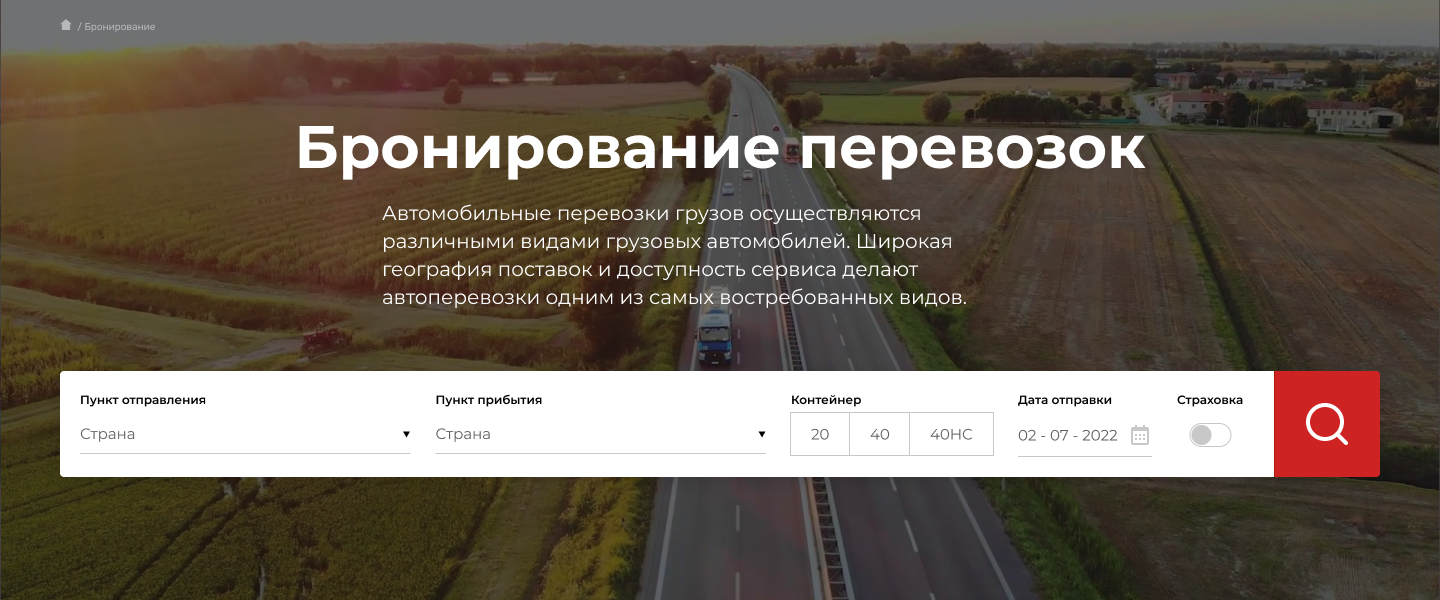 / Бронирование
Бронирование перевозок
Автомобильные перевозки грузов осуществляются
различными видами грузовых автомобилей. Широкая
география поставок и доступность сервиса делают
автоперевозки одним из самых востребованных видов.
Пункт отправления
Страна
Пункт прибытия
Страна
Контейнер
20 40 40HC
Дата отправки
02 - 07 - 2022
Страховка